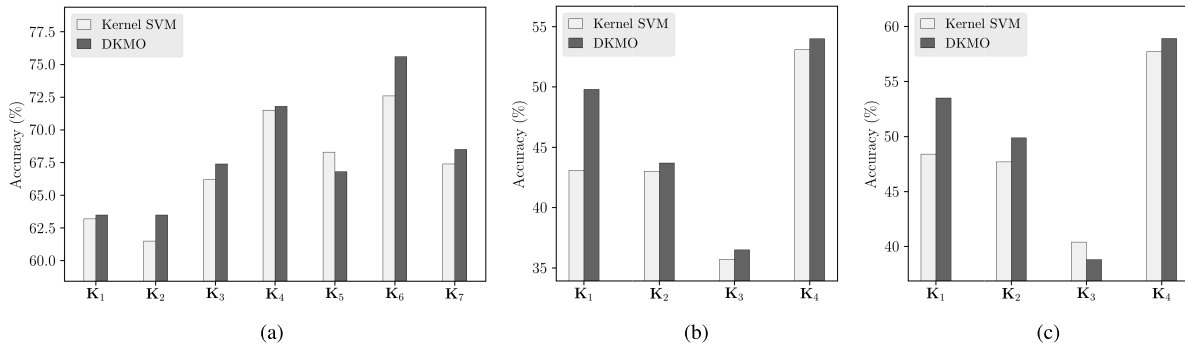 77.5
75.0
72.5
70.0
67.5
65.0
62.5
60.0
Accuracy (%)
Kernel SVM
DKMO
K₁ K₂ K₃ K₄ K₅ K₆ K₇
(a)
55
50
45
40
35
Accuracy (%)
Kernel SVM
DKMO
K₁ K₂ K₃ K₄
(b)
60
55
50
45
40
Accuracy (%)
Kernel SVM
DKMO
K₁ K₂ K₃ K₄
(c)